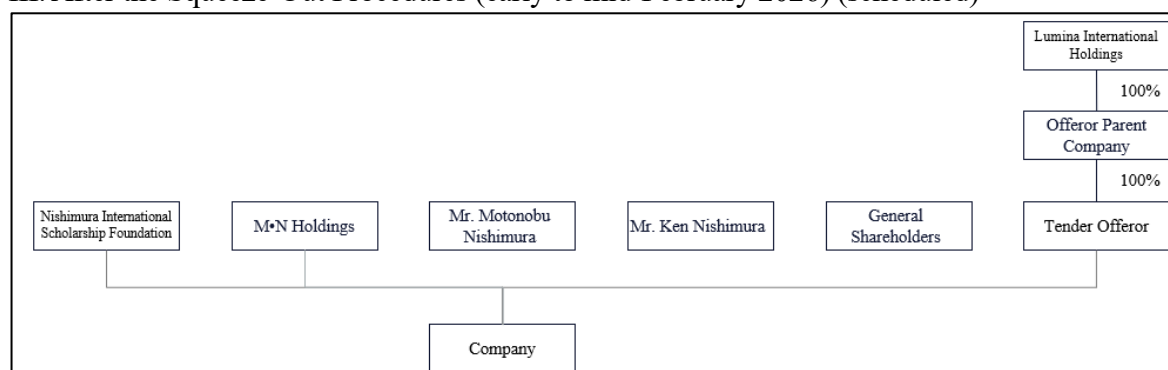 III. After the Squeeze-Out Procedures (early to mid-February 2026) (scheduled)
Lumina International
Holdings
100%
Offeror Parent
Company
100%
Nishimura International
Scholarship Foundation
M•N Holdings
Mr. Motonobu
Nishimura
Mr. Ken Nishimura
General
Shareholders
Tender Offeror
Company